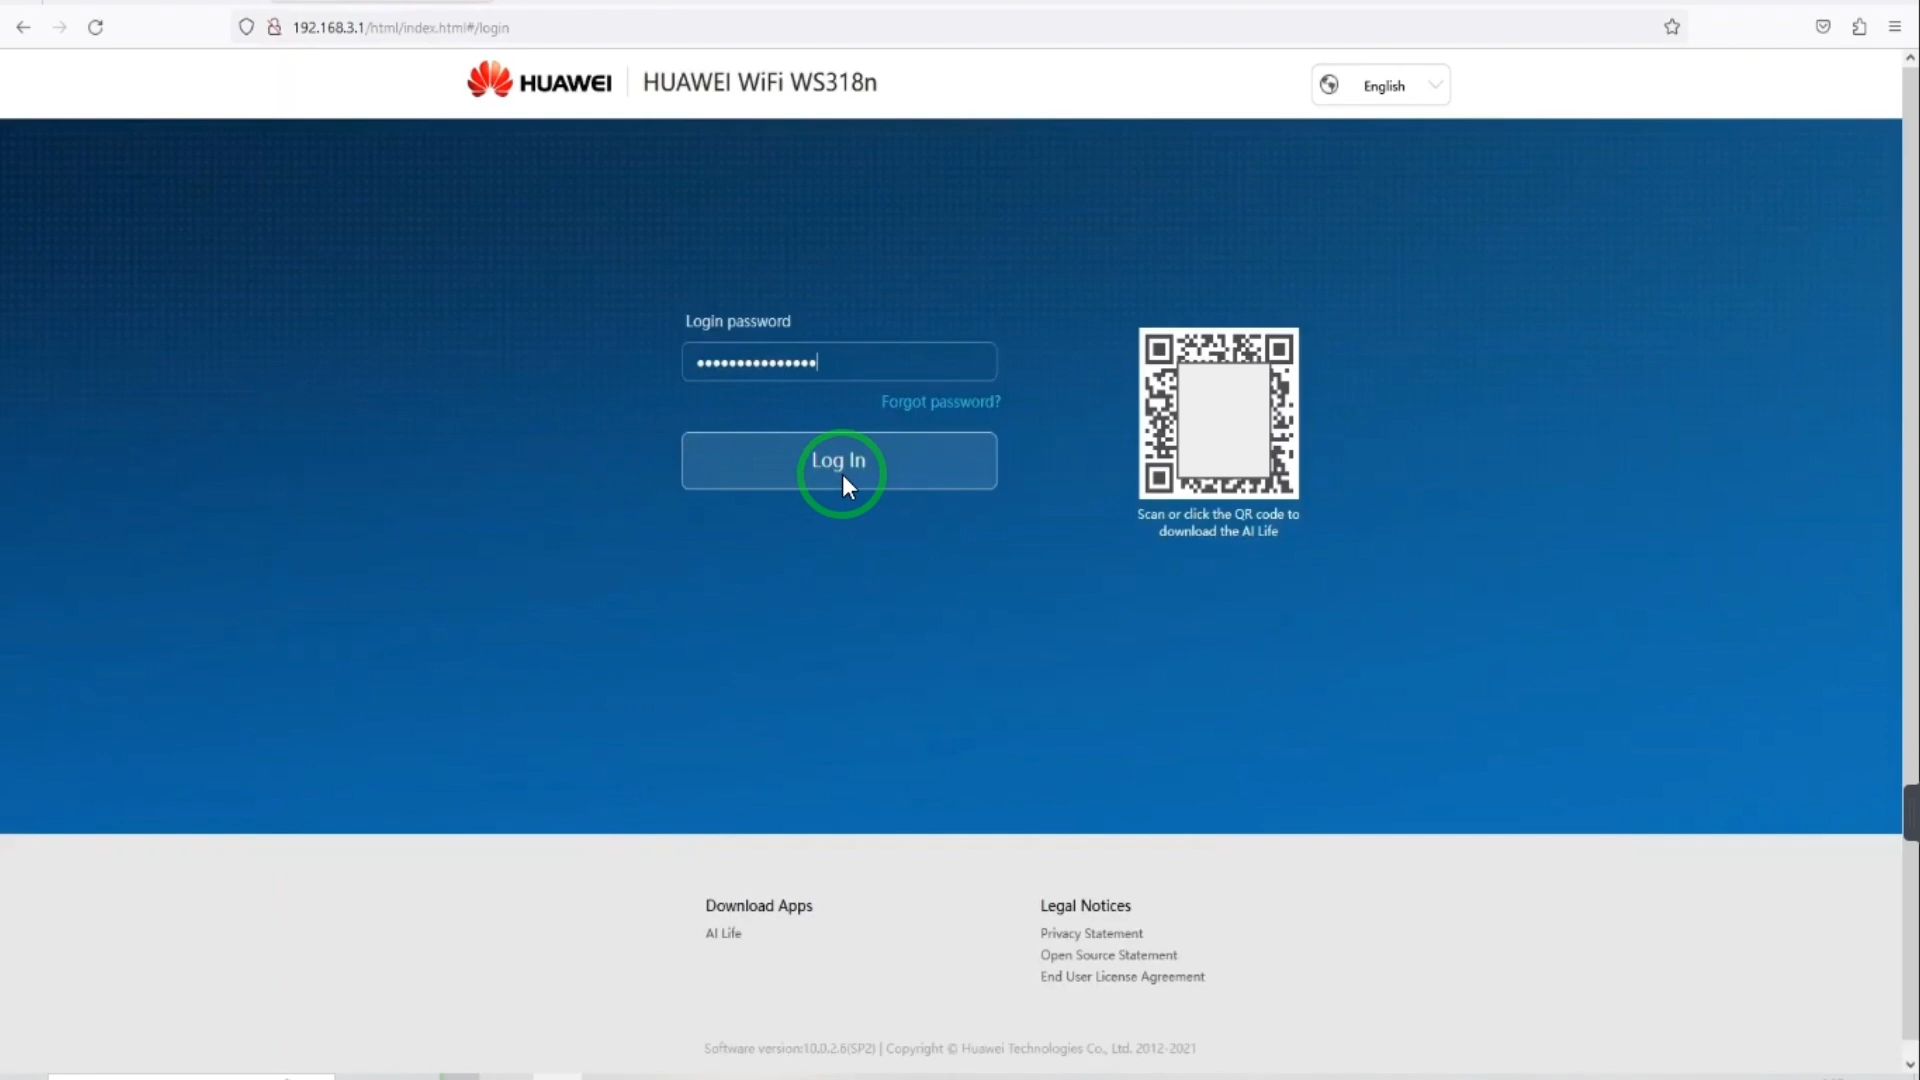 192.168.3.1/html/index.html#/login
HUAWEI
HUAWEI WiFi WS318n
English
Login password
•••••••••••••••
Forgot password?
Log In
Scan or click the QR code to
download the AI Life
Download Apps
AI Life
Legal Notices
Privacy Statement
Open Source Statement
End User License Agreement
Software version:10.0.2.6(SP2) | Copyright © Huawei Technologies Co., Ltd. 2012-2021